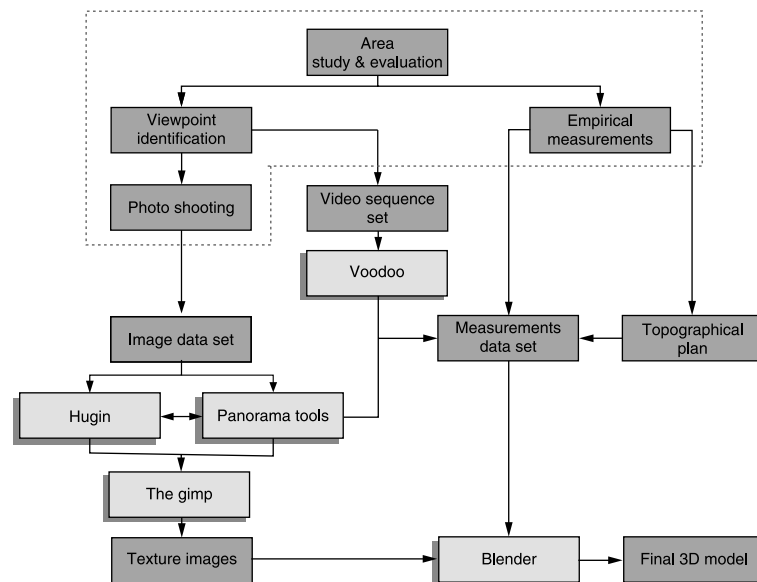 Area
study & evaluation
Viewpoint
identification
Empirical
measurements
Photo shooting
Video sequence
set
Voodoo
Image data set
Measurements
data set
Topographical
plan
Hugin
Panorama tools
The gimp
Texture images
Blender
Final 3D model